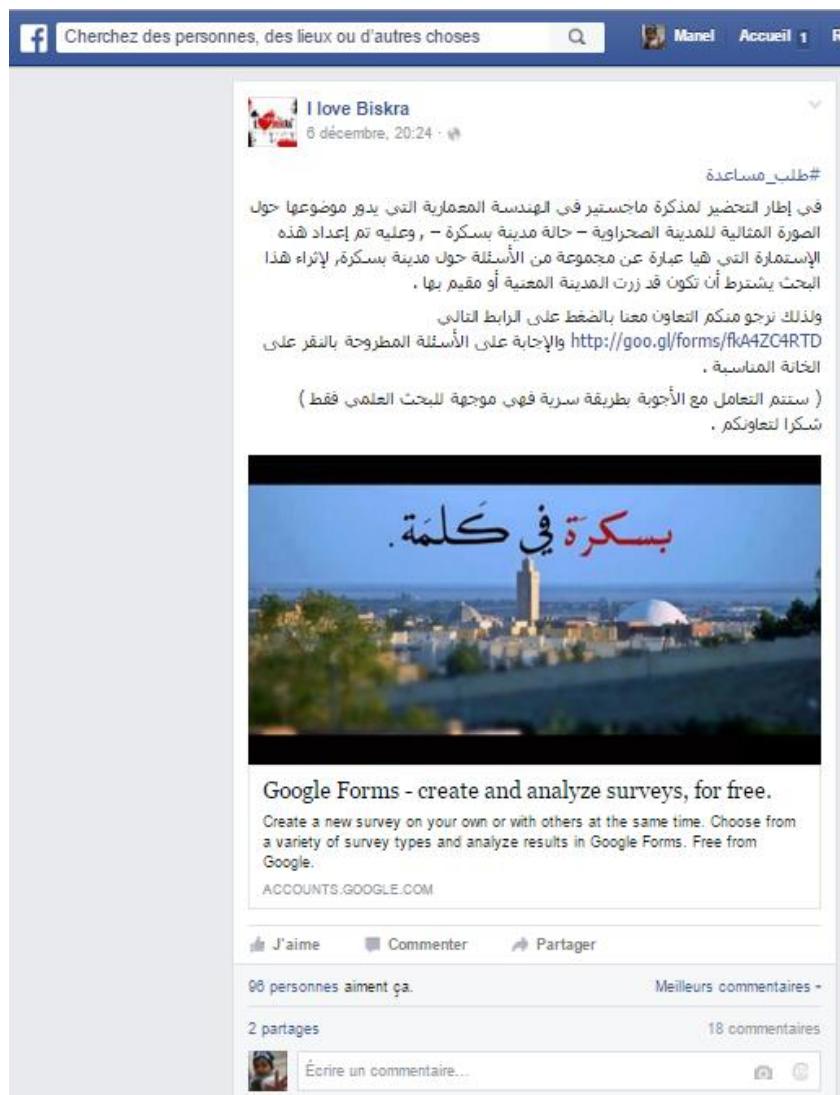 Cherchez des personnes, des lieux ou d'autres choses
Manel Accueil 1 R
I love Biskra
6 décembre, 20:24
#طلب_مساعدة
في إطار التحضير لمذكرة ماجستير في الهندسة المعمارية التي يدور موضوعها حول
الصورة المثالية للمدينة الصحراوية – حالة مدينة بسكرة – , وعليه تم إعداد هذه
الإستمارة التي هيا عبارة عن مجموعة من الأسئلة حول مدينة بسكرة, لإثراء هذا
البحث يشترط أن تكون قد زرت المدينة المعنية أو مقيم بها .
ولذلك نرجو منكم التعاون معنا بالضغط على الرابط التالي
http://goo.gl/forms/fkA4ZC4RTD والإجابة على الأسئلة المطروحة بالنقر على
الخانة المناسبة .
( ستتم التعامل مع الأجوبة بطريقة سرية فهي موجهة للبحث العلمي فقط )
شكرا لتعاونكم .
بسكرَة في كَلمَة.
Google Forms - create and analyze surveys, for free.
Create a new survey on your own or with others at the same time. Choose from
a variety of survey types and analyze results in Google Forms. Free from
Google.
ACCOUNTS.GOOGLE.COM
J'aime Commenter Partager
96 personnes aiment ça. Meilleurs commentaires
2 partages 18 commentaires
Écrire un commentaire...